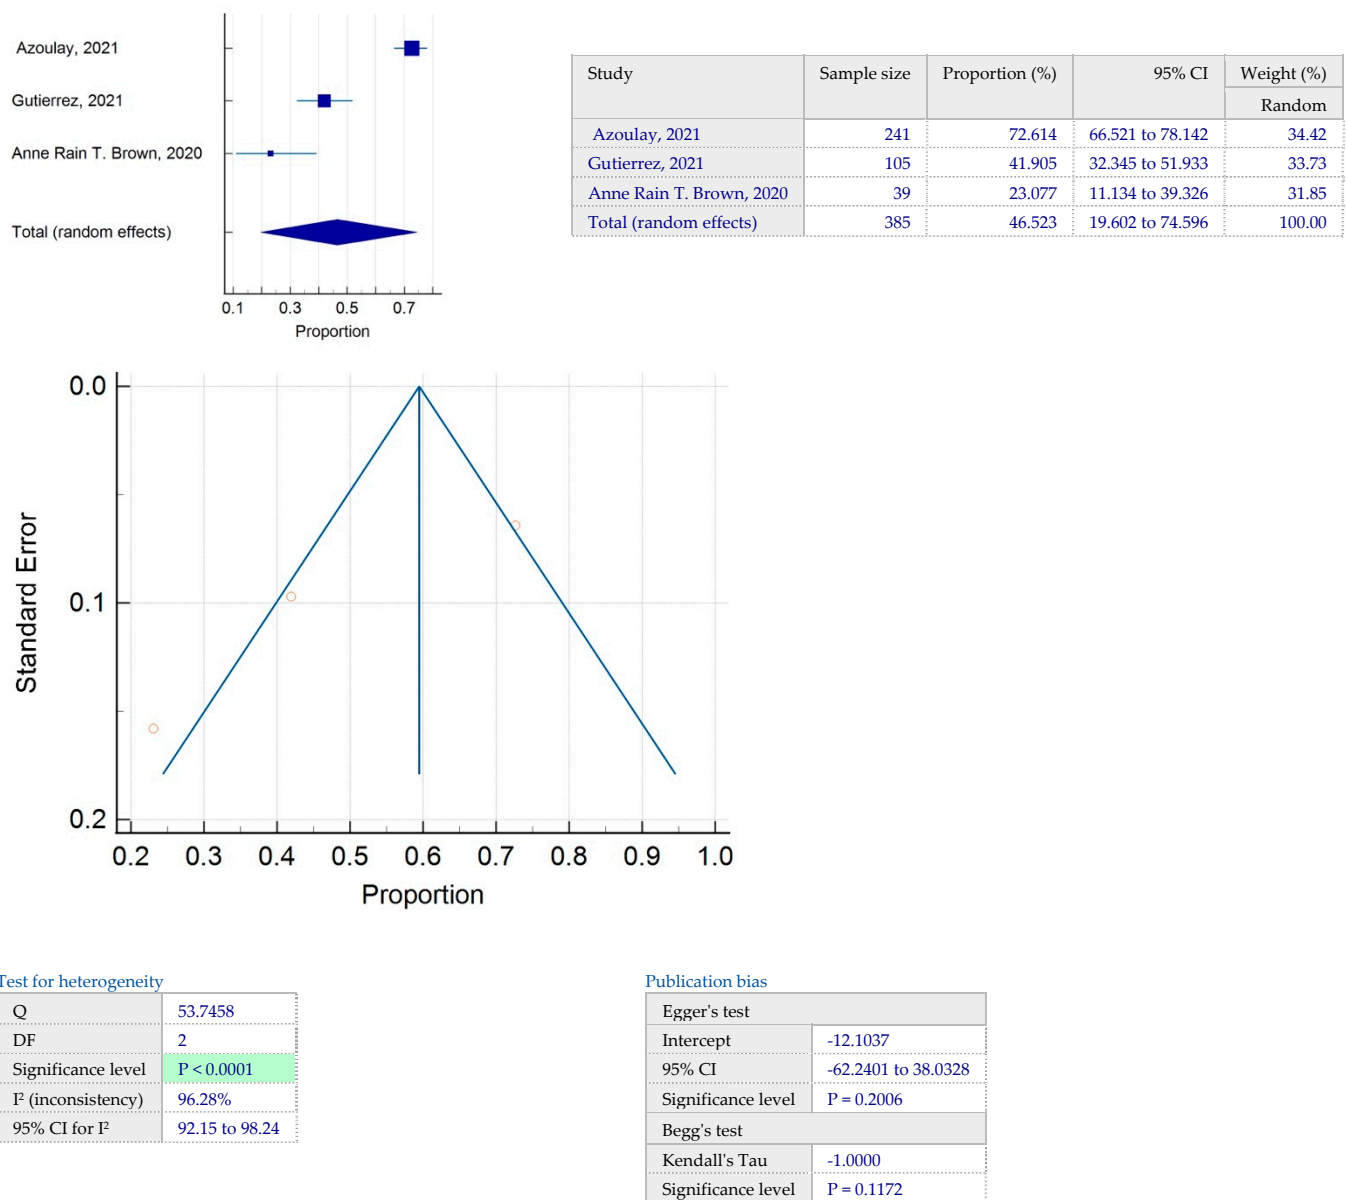 Azoulay, 2021
Gutierrez, 2021
Anne Rain T. Brown, 2020
Total (random effects)
0.1 0.3 0.5 0.7
Proportion
Study Sample size Proportion (%) 95% CI Weight (%)
Random
Azoulay, 2021 241 72.614 66.521 to 78.142 34.42
Gutierrez, 2021 105 41.905 32.345 to 51.933 33.73
Anne Rain T. Brown, 2020 39 23.077 11.134 to 39.326 31.85
Total (random effects) 385 46.523 19.602 to 74.596 100.00
0.0
0.1
0.2
Standard Error
0.2 0.3 0.4 0.5 0.6 0.7 0.8 0.9 1.0
Proportion
Test for heterogeneity
Q 53.7458
DF 2
Significance level P < 0.0001
I² (inconsistency) 96.28%
95% CI for I² 92.15 to 98.24
Publication bias
Egger's test
Intercept -12.1037
95% CI -62.2401 to 38.0328
Significance level P = 0.2006
Begg's test
Kendall's Tau -1.0000
Significance level P = 0.1172